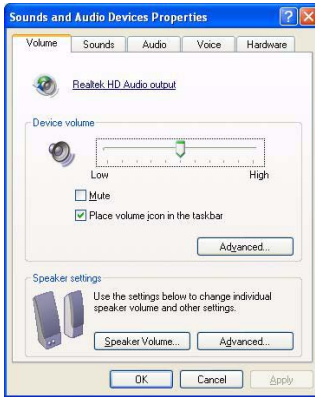 Sounds and Audio Devices Properties
Volume Sounds Audio Voice Hardware
Realtek HD Audio output
Device volume
Low High
Mute
Place volume icon in the taskbar
Advanced...
Speaker settings
Use the settings below to change individual
speaker volume and other settings.
Speaker Volume... Advanced...
OK Cancel Apply